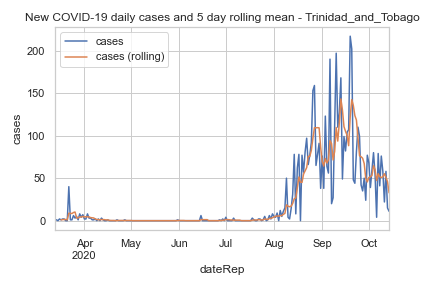 New COVID-19 daily cases and 5 day rolling mean - Trinidad_and_Tobago
cases
cases (rolling)
200
150
100
50
0
cases
Apr
2020
May
Jun
Jul
Aug
Sep
Oct
dateRep